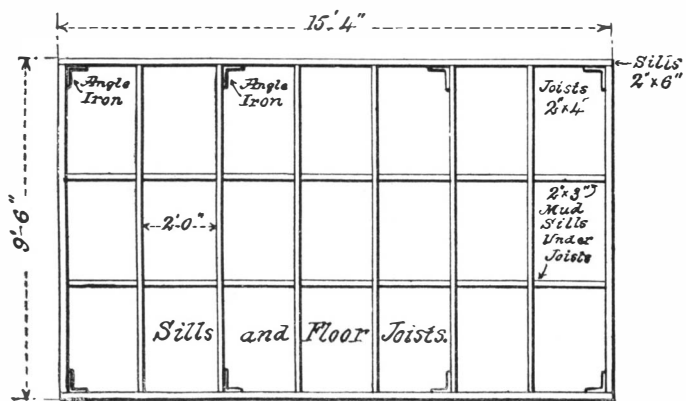 15'4"
Sills
2"x6"
Angle
Iron
Angle
Iron
Joists
2"x4"
9'-6"
2'-0"
2"x3"
Mud
Sills
Under
Joists
Sills and Floor Joists.